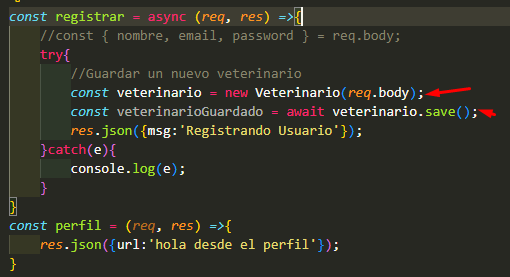 const registrar = async (req, res) =>{
//const { nombre, email, password } = req.body;
try{
//Guardar un nuevo veterinario
const veterinario = new Veterinario(req.body);
const veterinarioGuardado = await veterinario.save();
res.json({msg:'Registrando Usuario'});
}catch(e){
console.log(e);
}
}
const perfil = (req, res) =>{
res.json({url:'hola desde el perfil'});
}